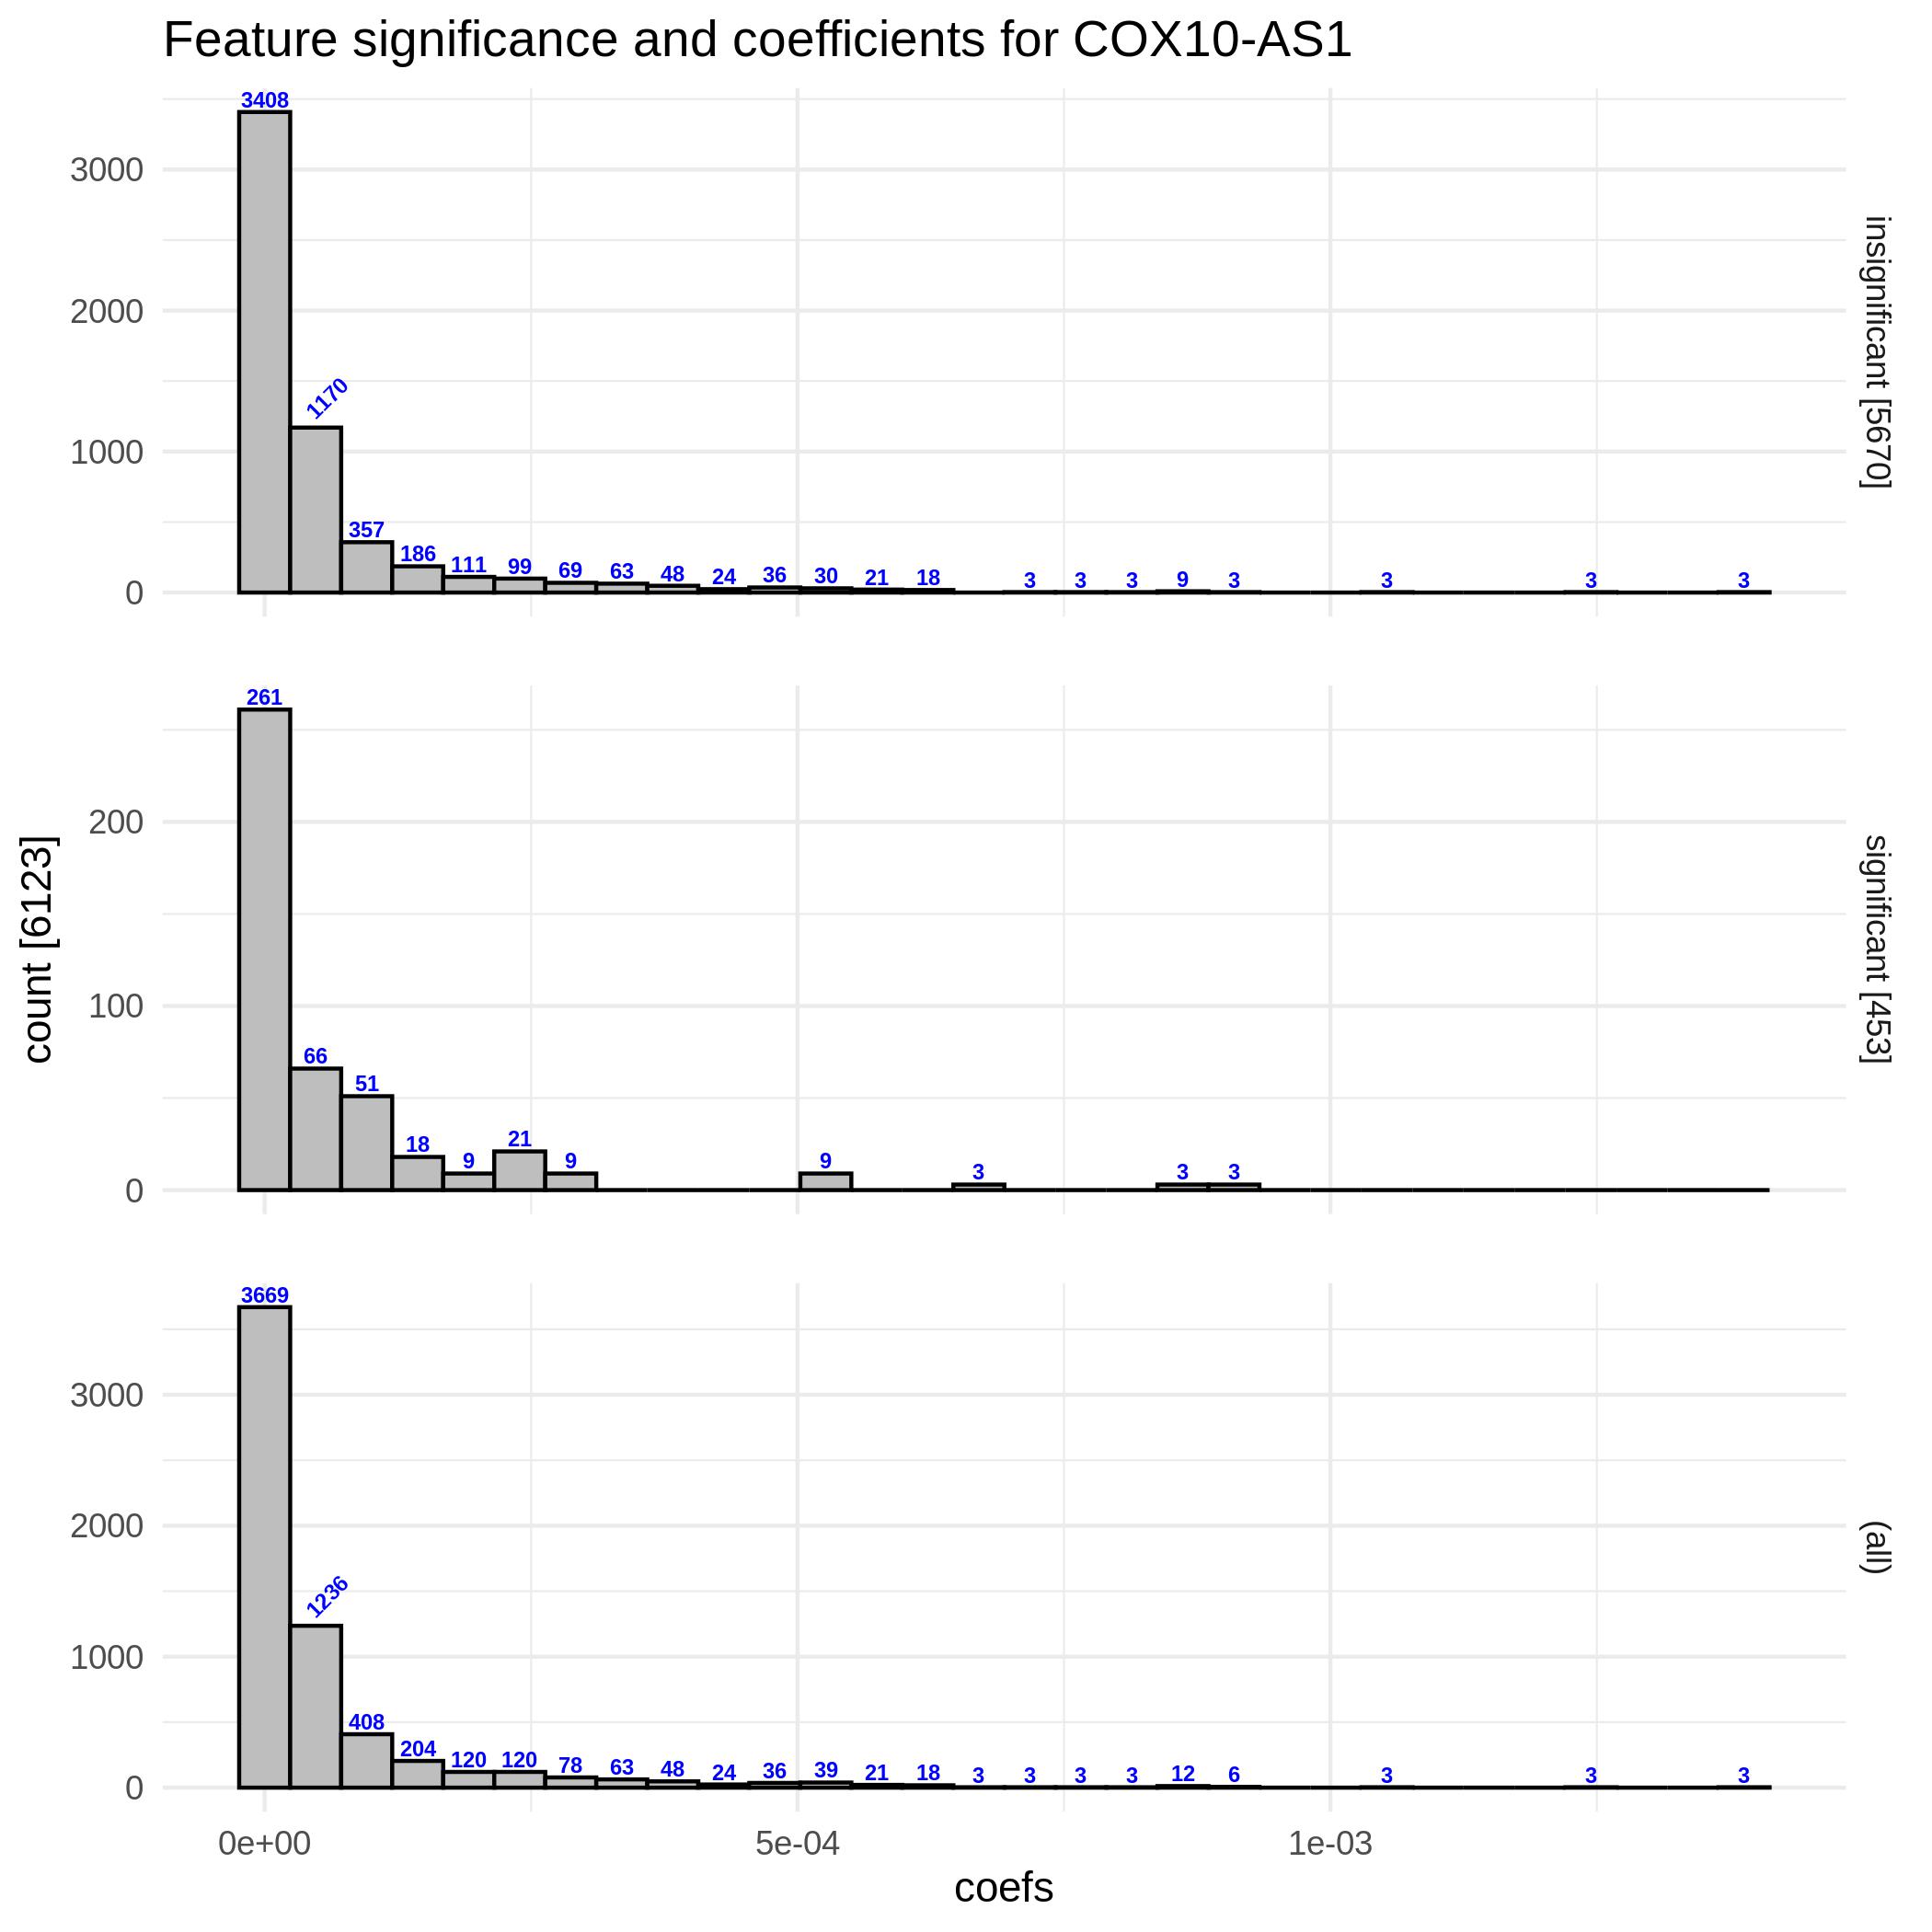 Feature significance and coefficients for COX10-AS1
3408
3000
2000
1170
1000
357
186 111 99 69 63 48 24 36 30 21 18 3 3 3 9 3 3 3 3
0
insignificant [5670]
261
200
100
66
51
18 9 21 9 9 3 3 3
0
significant [453]
count [6123]
3669
3000
2000
1236
1000
408
204 120 120 78 63 48 24 36 39 21 18 3 3 3 3 12 6 3 3 3
0
(all)
0e+00 5e-04 1e-03
coefs